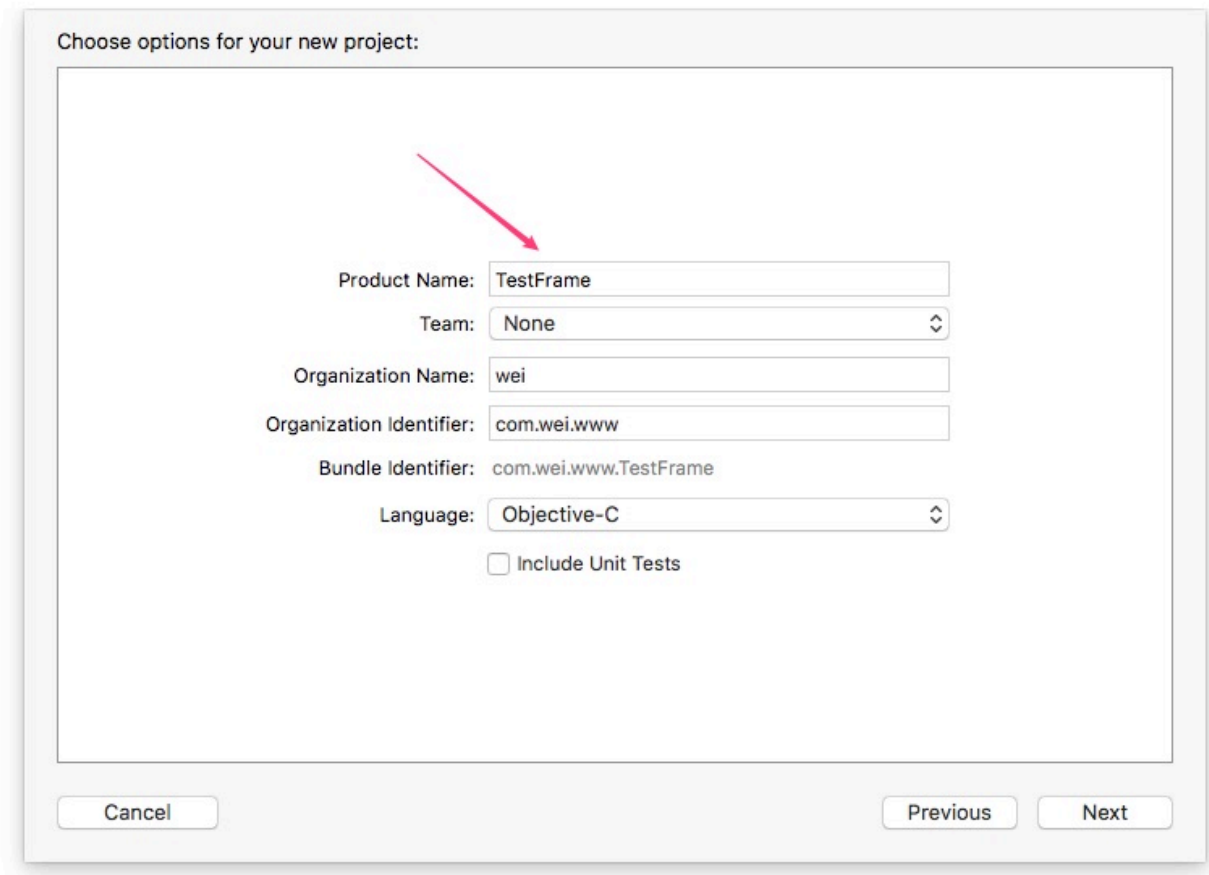 Choose options for your new project:
Product Name: TestFrame
Team: None
Organization Name: wei
Organization Identifier: com.wei.www
Bundle Identifier: com.wei.www.TestFrame
Language: Objective-C
Include Unit Tests
Cancel Previous Next